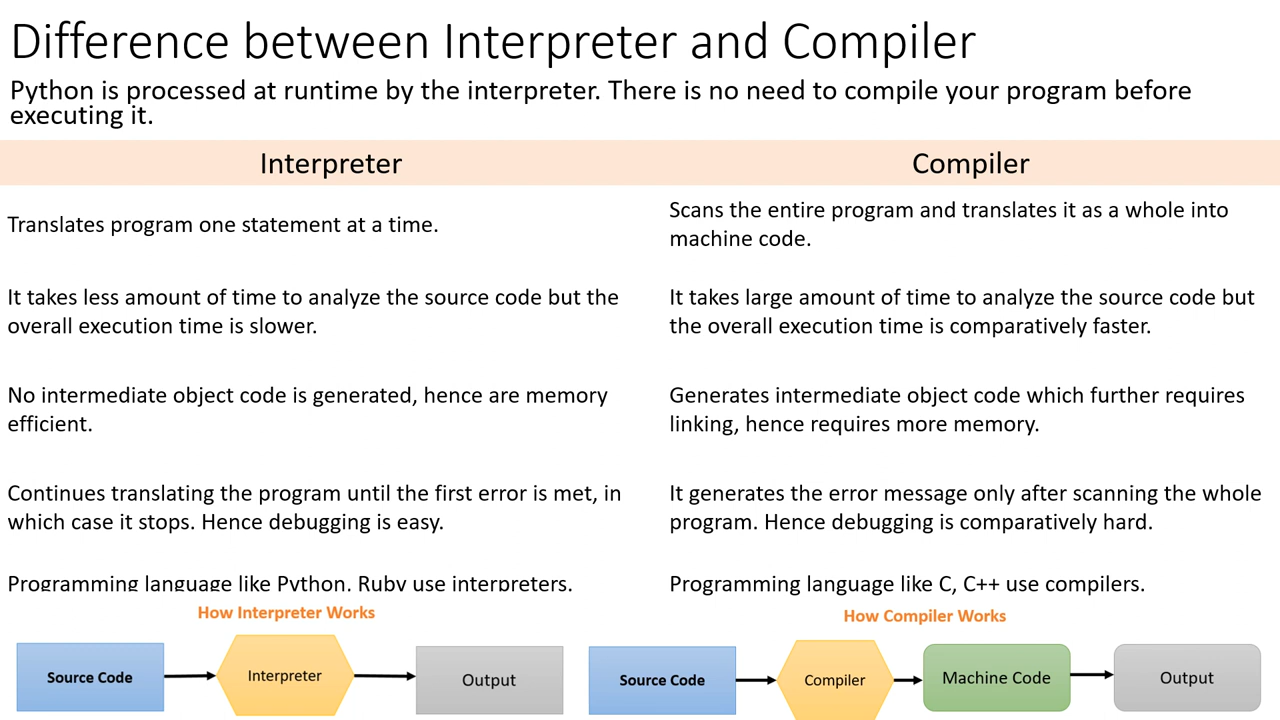 Difference between Interpreter and Compiler
Python is processed at runtime by the interpreter. There is no need to compile your program before
executing it.
Interpreter
Compiler
Translates program one statement at a time.
Scans the entire program and translates it as a whole into
machine code.
It takes less amount of time to analyze the source code but the
overall execution time is slower.
It takes large amount of time to analyze the source code but
the overall execution time is comparatively faster.
No intermediate object code is generated, hence are memory
efficient.
Generates intermediate object code which further requires
linking, hence requires more memory.
Continues translating the program until the first error is met, in
which case it stops. Hence debugging is easy.
It generates the error message only after scanning the whole
program. Hence debugging is comparatively hard.
Programming language like Python, Ruby use interpreters.
Programming language like C, C++ use compilers.
How Interpreter Works
Source Code
Interpreter
Output
How Compiler Works
Source Code
Compiler
Machine Code
Output